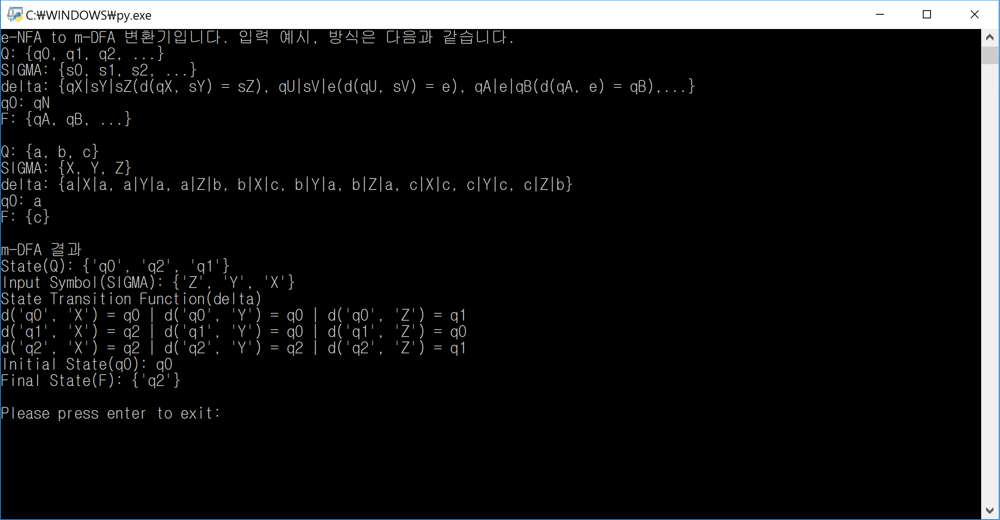 C:₩WINDOWS₩py.exe
e-NFA to m-DFA 변환기입니다. 입력 예시, 방식은 다음과 같습니다.
Q: {q0, q1, q2, ...}
SIGMA: {s0, s1, s2, ...}
delta: {qX|sY|sZ(d(qX, sY) = sZ), qU|sV|e(d(qU, sV) = e), qA|e|qB(d(qA, e) = qB),...}
q0: qN
F: {qA, qB, ...}
Q: {a, b, c}
SIGMA: {X, Y, Z}
delta: {a|X|a, a|Y|a, a|Z|b, b|X|c, b|Y|a, b|Z|a, c|X|c, c|Y|c, c|Z|b}
q0: a
F: {c}
m-DFA 결과
State(Q): {'q0', 'q2', 'q1'}
Input Symbol(SIGMA): {'Z', 'Y', 'X'}
State Transition Function(delta)
d('q0', 'X') = q0 | d('q0', 'Y') = q0 | d('q0', 'Z') = q1
d('q1', 'X') = q2 | d('q1', 'Y') = q0 | d('q1', 'Z') = q0
d('q2', 'X') = q2 | d('q2', 'Y') = q2 | d('q2', 'Z') = q1
Initial State(q0): q0
Final State(F): {'q2'}
Please press enter to exit: